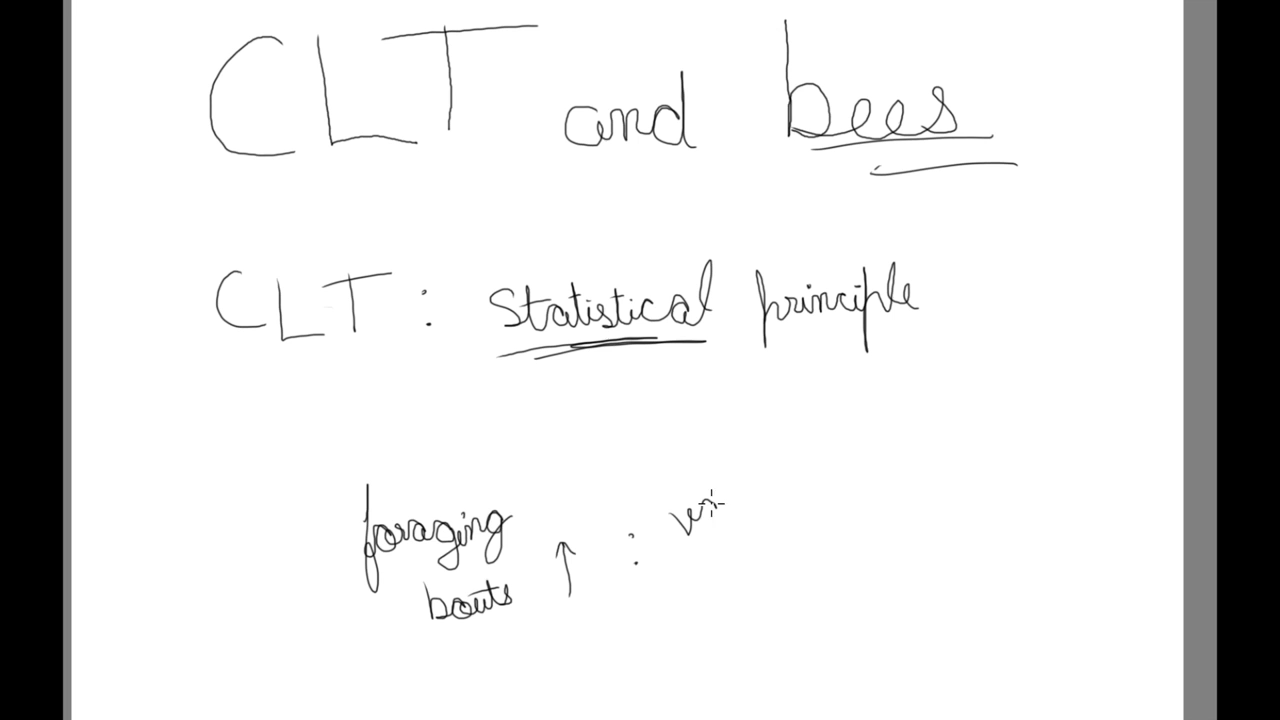 CLT and bees
CLT : statistical principle
foraging
bouts ↑ :